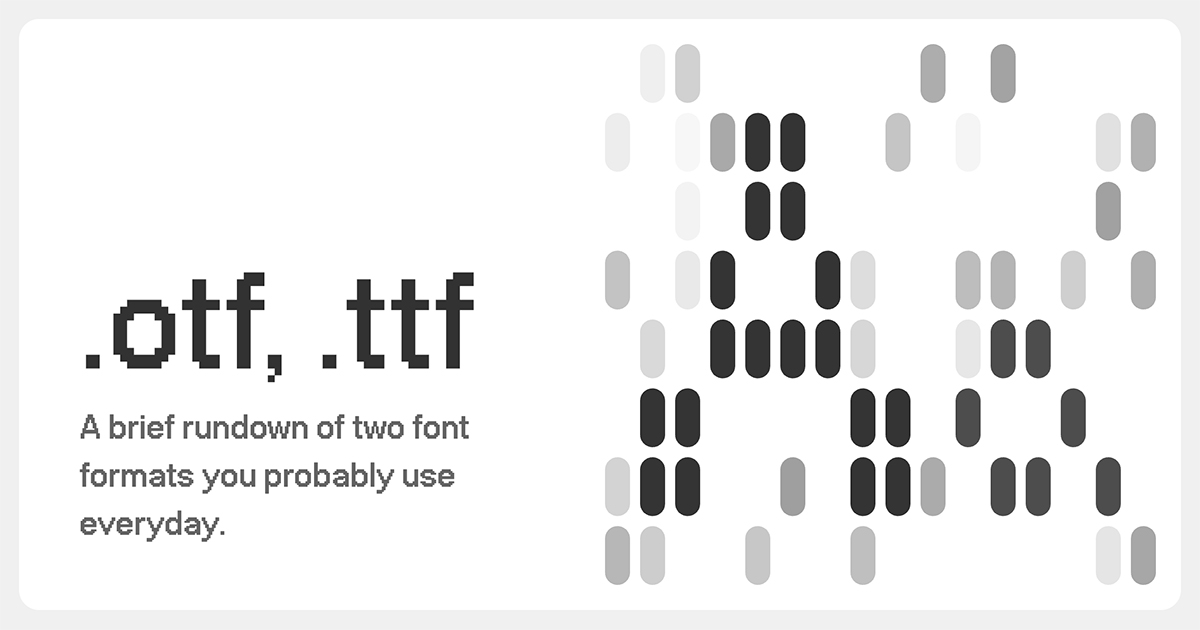 .otf, .ttf
A brief rundown of two font
formats you probably use
everyday.